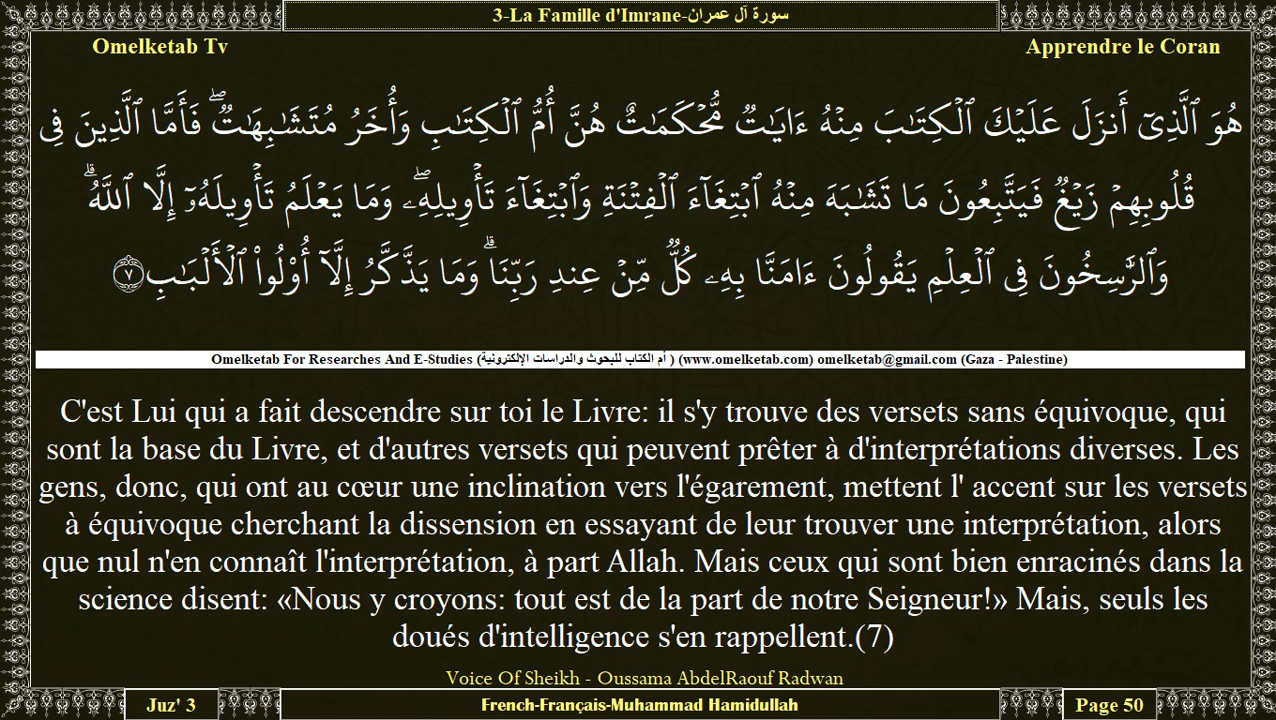 3-La Famille d'Imrane-سورة آل عمران
Omelketab Tv
Apprendre le Coran
هُوَ ٱلَّذِىٓ أَنزَلَ عَلَيْكَ ٱلْكِتَـٰبَ مِنْهُ ءَايَـٰتٌ مُّحْكَمَـٰتٌ هُنَّ أُمُّ ٱلْكِتَـٰبِ وَأُخَرُ مُتَشَـٰبِهَـٰتٌ ۖ فَأَمَّا ٱلَّذِينَ فِى
قُلُوبِهِمْ زَيْغٌ فَيَتَّبِعُونَ مَا تَشَـٰبَهَ مِنْهُ ٱبْتِغَآءَ ٱلْفِتْنَةِ وَٱبْتِغَآءَ تَأْوِيلِهِۦ ۖ وَمَا يَعْلَمُ تَأْوِيلَهُۥٓ إِلَّا ٱللَّهُ ۗ
وَٱلرَّٰسِخُونَ فِى ٱلْعِلْمِ يَقُولُونَ ءَامَنَّا بِهِۦ كُلٌّ مِّنْ عِندِ رَبِّنَا ۗ وَمَا يَذَّكَّرُ إِلَّآ أُو۟لُوا۟ ٱلْأَلْبَـٰبِ ٧
Omelketab For Researches And E-Studies (أم الكتاب للبحوث والدراسات الإلكترونية ) (www.omelketab.com) omelketab@gmail.com (Gaza - Palestine)
C'est Lui qui a fait descendre sur toi le Livre: il s'y trouve des versets sans équivoque, qui
sont la base du Livre, et d'autres versets qui peuvent prêter à d'interprétations diverses. Les
gens, donc, qui ont au cœur une inclination vers l'égarement, mettent l' accent sur les versets
à équivoque cherchant la dissension en essayant de leur trouver une interprétation, alors
que nul n'en connaît l'interprétation, à part Allah. Mais ceux qui sont bien enracinés dans la
science disent: «Nous y croyons: tout est de la part de notre Seigneur!» Mais, seuls les
doués d'intelligence s'en rappellent.(7)
Voice Of Sheikh - Oussama AbdelRaouf Radwan
Juz' 3
French-Français-Muhammad Hamidullah
Page 50